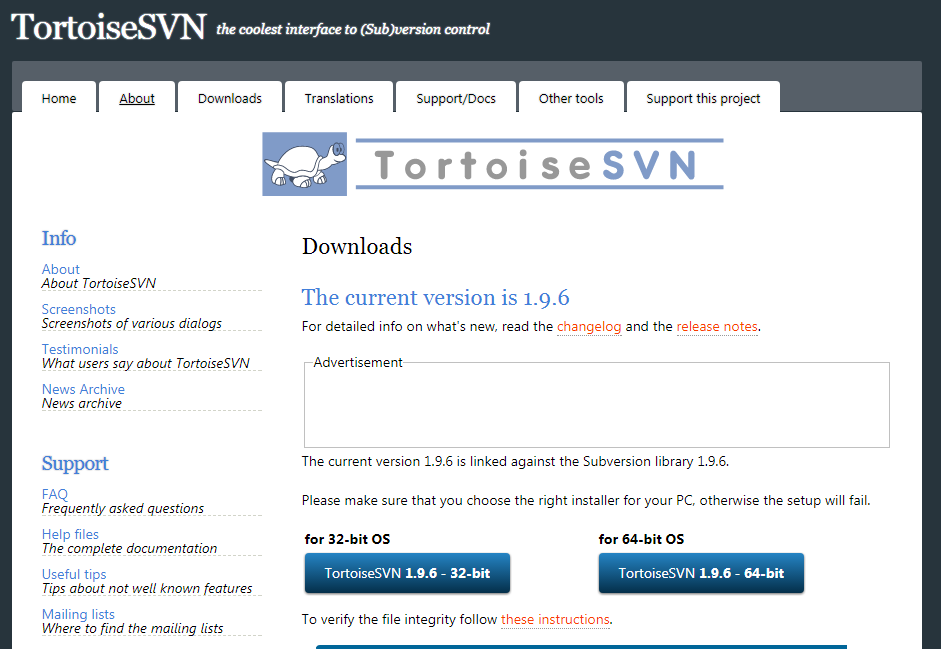 TortoiseSVN the coolest interface to (Sub)version control
Home About Downloads Translations Support/Docs Other tools Support this project
TortoiseSVN
Info
About
About TortoiseSVN
Screenshots
Screenshots of various dialogs
Testimonials
What users say about TortoiseSVN
News Archive
News archive
Support
FAQ
Frequently asked questions
Help files
The complete documentation
Useful tips
Tips about not well known features
Mailing lists
Where to find the mailing lists
Downloads
The current version is 1.9.6
For detailed info on what's new, read the changelog and the release notes.
Advertisement
The current version 1.9.6 is linked against the Subversion library 1.9.6.
Please make sure that you choose the right installer for your PC, otherwise the setup will fail.
for 32-bit OS
TortoiseSVN 1.9.6 - 32-bit
for 64-bit OS
TortoiseSVN 1.9.6 - 64-bit
To verify the file integrity follow these instructions.